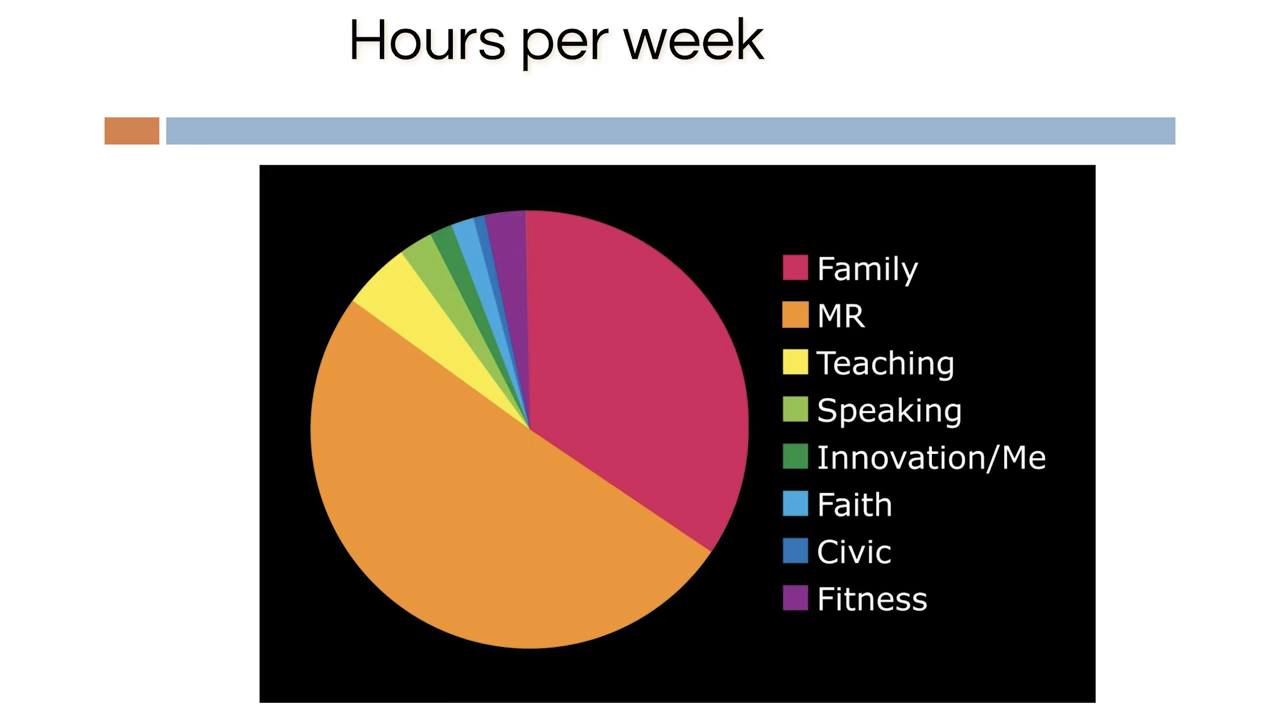 Hours per week
Family
MR
Teaching
Speaking
Innovation/Me
Faith
Civic
Fitness